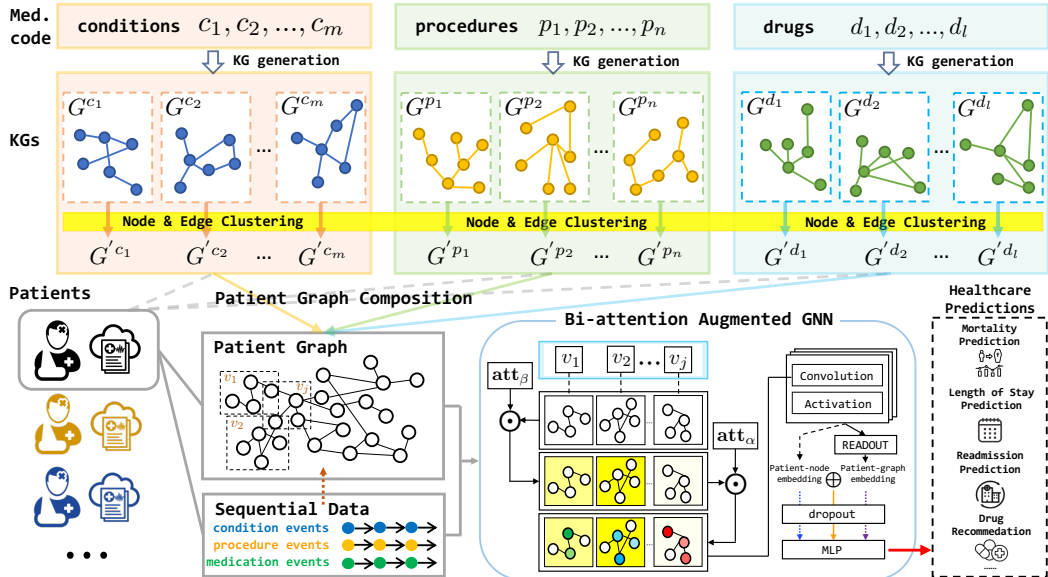 Med. code
conditions c₁, c₂, ..., cₘ
procedures p₁, p₂, ..., pₙ
drugs d₁, d₂, ..., dₗ
KG generation
KG generation
KG generation
KGs
G^{c₁}
G^{c₂}
G^{cₘ}
...
G^{p₁}
G^{p₂}
G^{pₙ}
...
G^{d₁}
G^{d₂}
G^{dₗ}
...
Node & Edge Clustering
Node & Edge Clustering
Node & Edge Clustering
G'^{c₁} G'^{c₂} ... G'^{cₘ}
G'^{p₁} G'^{p₂} ... G'^{pₙ}
G'^{d₁} G'^{d₂} ... G'^{dₗ}
Patients
...
Patient Graph Composition
Patient Graph
v₁
vⱼ
v₂
Sequential Data
condition events
procedure events
medication events
Bi-attention Augmented GNN
v₁ v₂ ... vⱼ
att_β
att_α
Convolution
Activation
READOUT
Patient-node
embedding
Patient-graph
embedding
dropout
MLP
Healthcare
Predictions
Mortality
Prediction
Length of Stay
Prediction
Readmission
Prediction
Drug
Recommedation
......